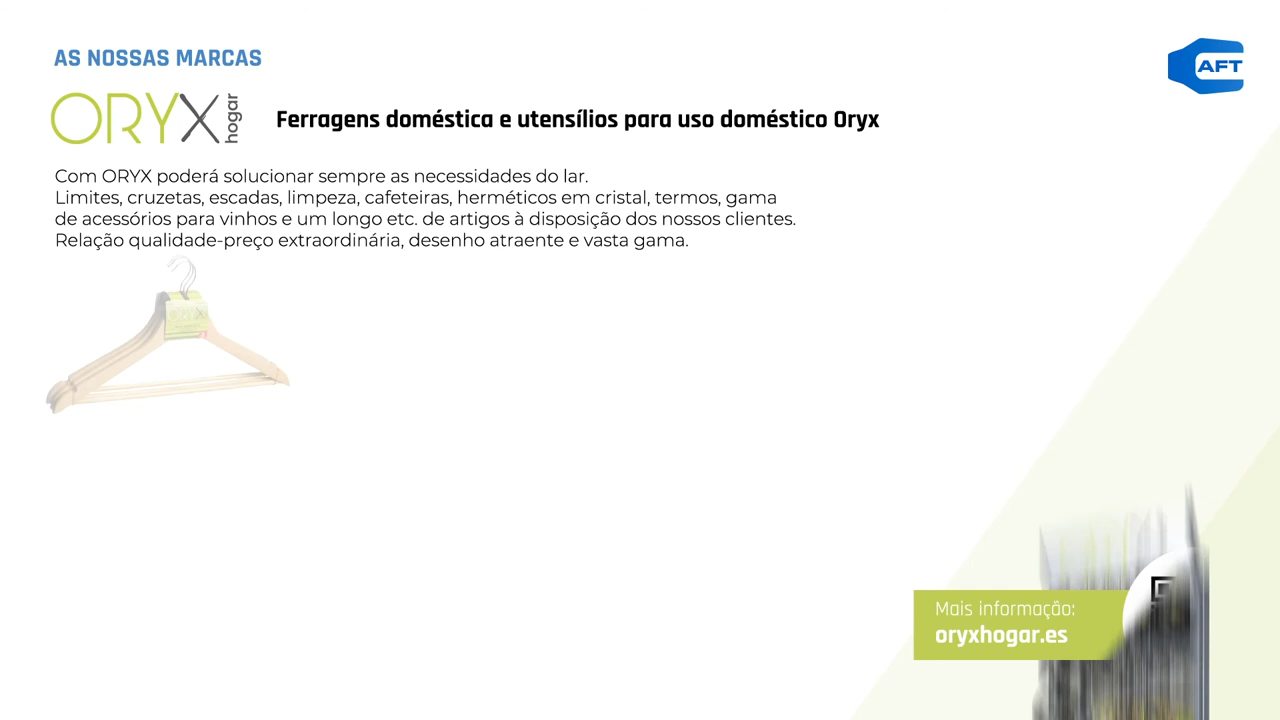 AS NOSSAS MARCAS
AFT
ORYX hogar
Ferragens doméstica e utensílios para uso doméstico Oryx
Com ORYX poderá solucionar sempre as necessidades do lar.
Limites, cruzetas, escadas, limpeza, cafeteiras, herméticos em cristal, termos, gama
de acessórios para vinhos e um longo etc. de artigos à disposição dos nossos clientes.
Relação qualidade-preço extraordinária, desenho atraente e vasta gama.
ORYX
Mais informação:
oryxhogar.es